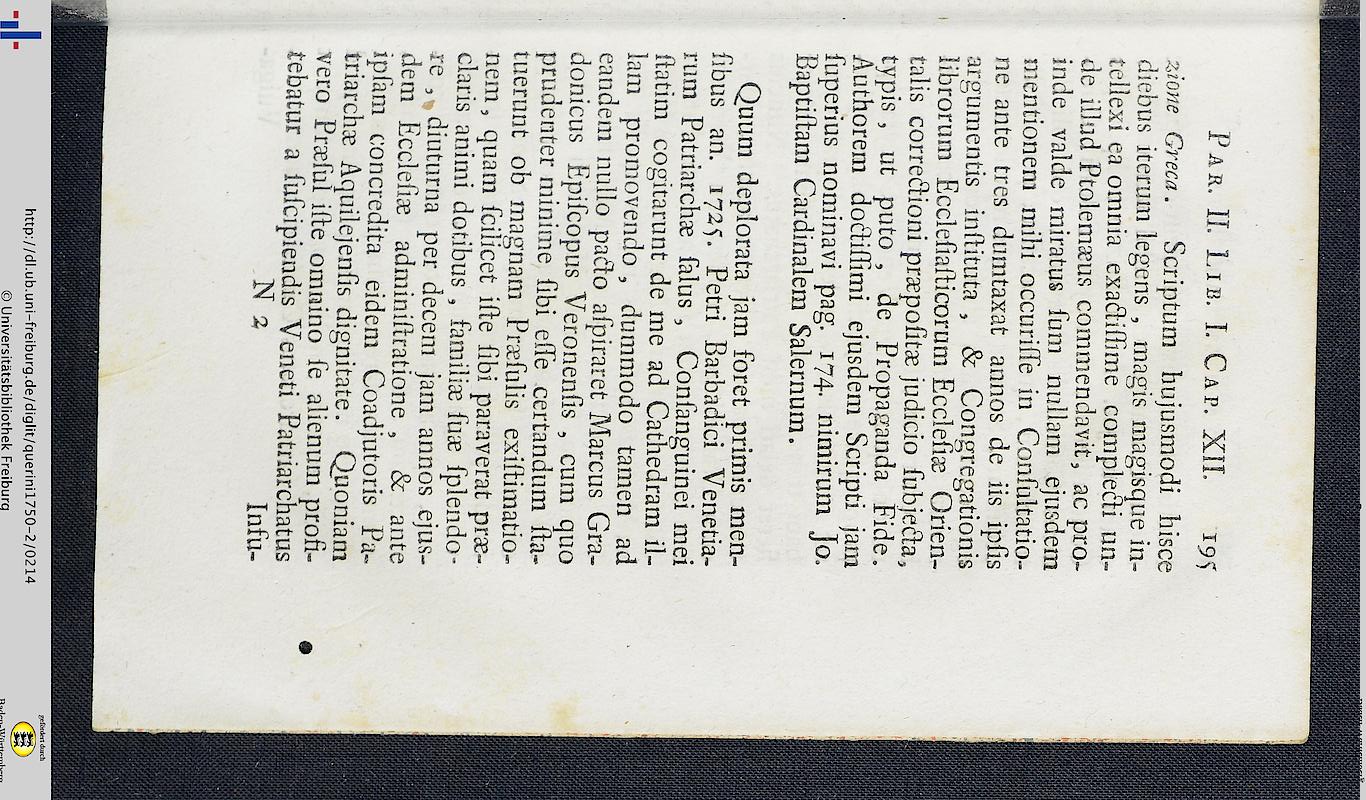 PAR. II. LIB. I. CAP. XII. 195
zione Greca. Scriptum hujusmodi hisce
diebus iterum legens, magis magisque in-
tellexi ea omnia exactiſſime complecti un-
de illud Ptolemæus commendavit, ac pro-
inde valde miratus ſum nullam ejusdem
mentionem mihi occuriſſe in Conſultatio-
ne ante tres dumtaxat annos de iis ipſis
argumentis inſtituta, & Congregationis
librorum Eccleſiaſticorum Eccleſiæ Orien-
talis correctioni præpoſitæ judicio ſubjecta,
typis, ut puto, de Propaganda Fide.
Authorem doctiſſimi ejusdem Scripti jam
ſuperius nominavi pag. 174. nimirum Jo.
Baptiſtam Cardinalem Salernum.
Quum deplorata jam foret primis men-
ſibus an. 1725. Petri Barbadici Venetia-
rum Patriarchæ ſalus, Conſanguinei mei
ſtatim cogitarunt de me ad Cathedram il-
lam promovendo, dummodo tamen ad
eandem nullo pacto aſpiraret Marcus Gra-
donicus Epiſcopus Veronenſis, cum quo
prudenter minime ſibi eſſe certandum ſta-
tuerunt ob magnam Præſulis exiſtimatio-
nem, quam ſcilicet iſte ſibi paraverat præ-
claris animi dotibus, familiæ ſuæ ſplendo-
re, diuturna per decem jam annos ejus-
dem Eccleſiæ adminiſtratione, & ante
ipſam concredita eidem Coadjutoris Pa-
triarchæ Aquilejenſis dignitate. Quoniam
vero Præſul iſte omnino ſe alienum profi-
tebatur a ſuſcipiendis Veneti Patriarchatus
N 2 Inſu-
http://dl.ub.uni-freiburg.de/diglit/querini1750-2/0214
© Universitätsbibliothek Freiburg
gefördert durch